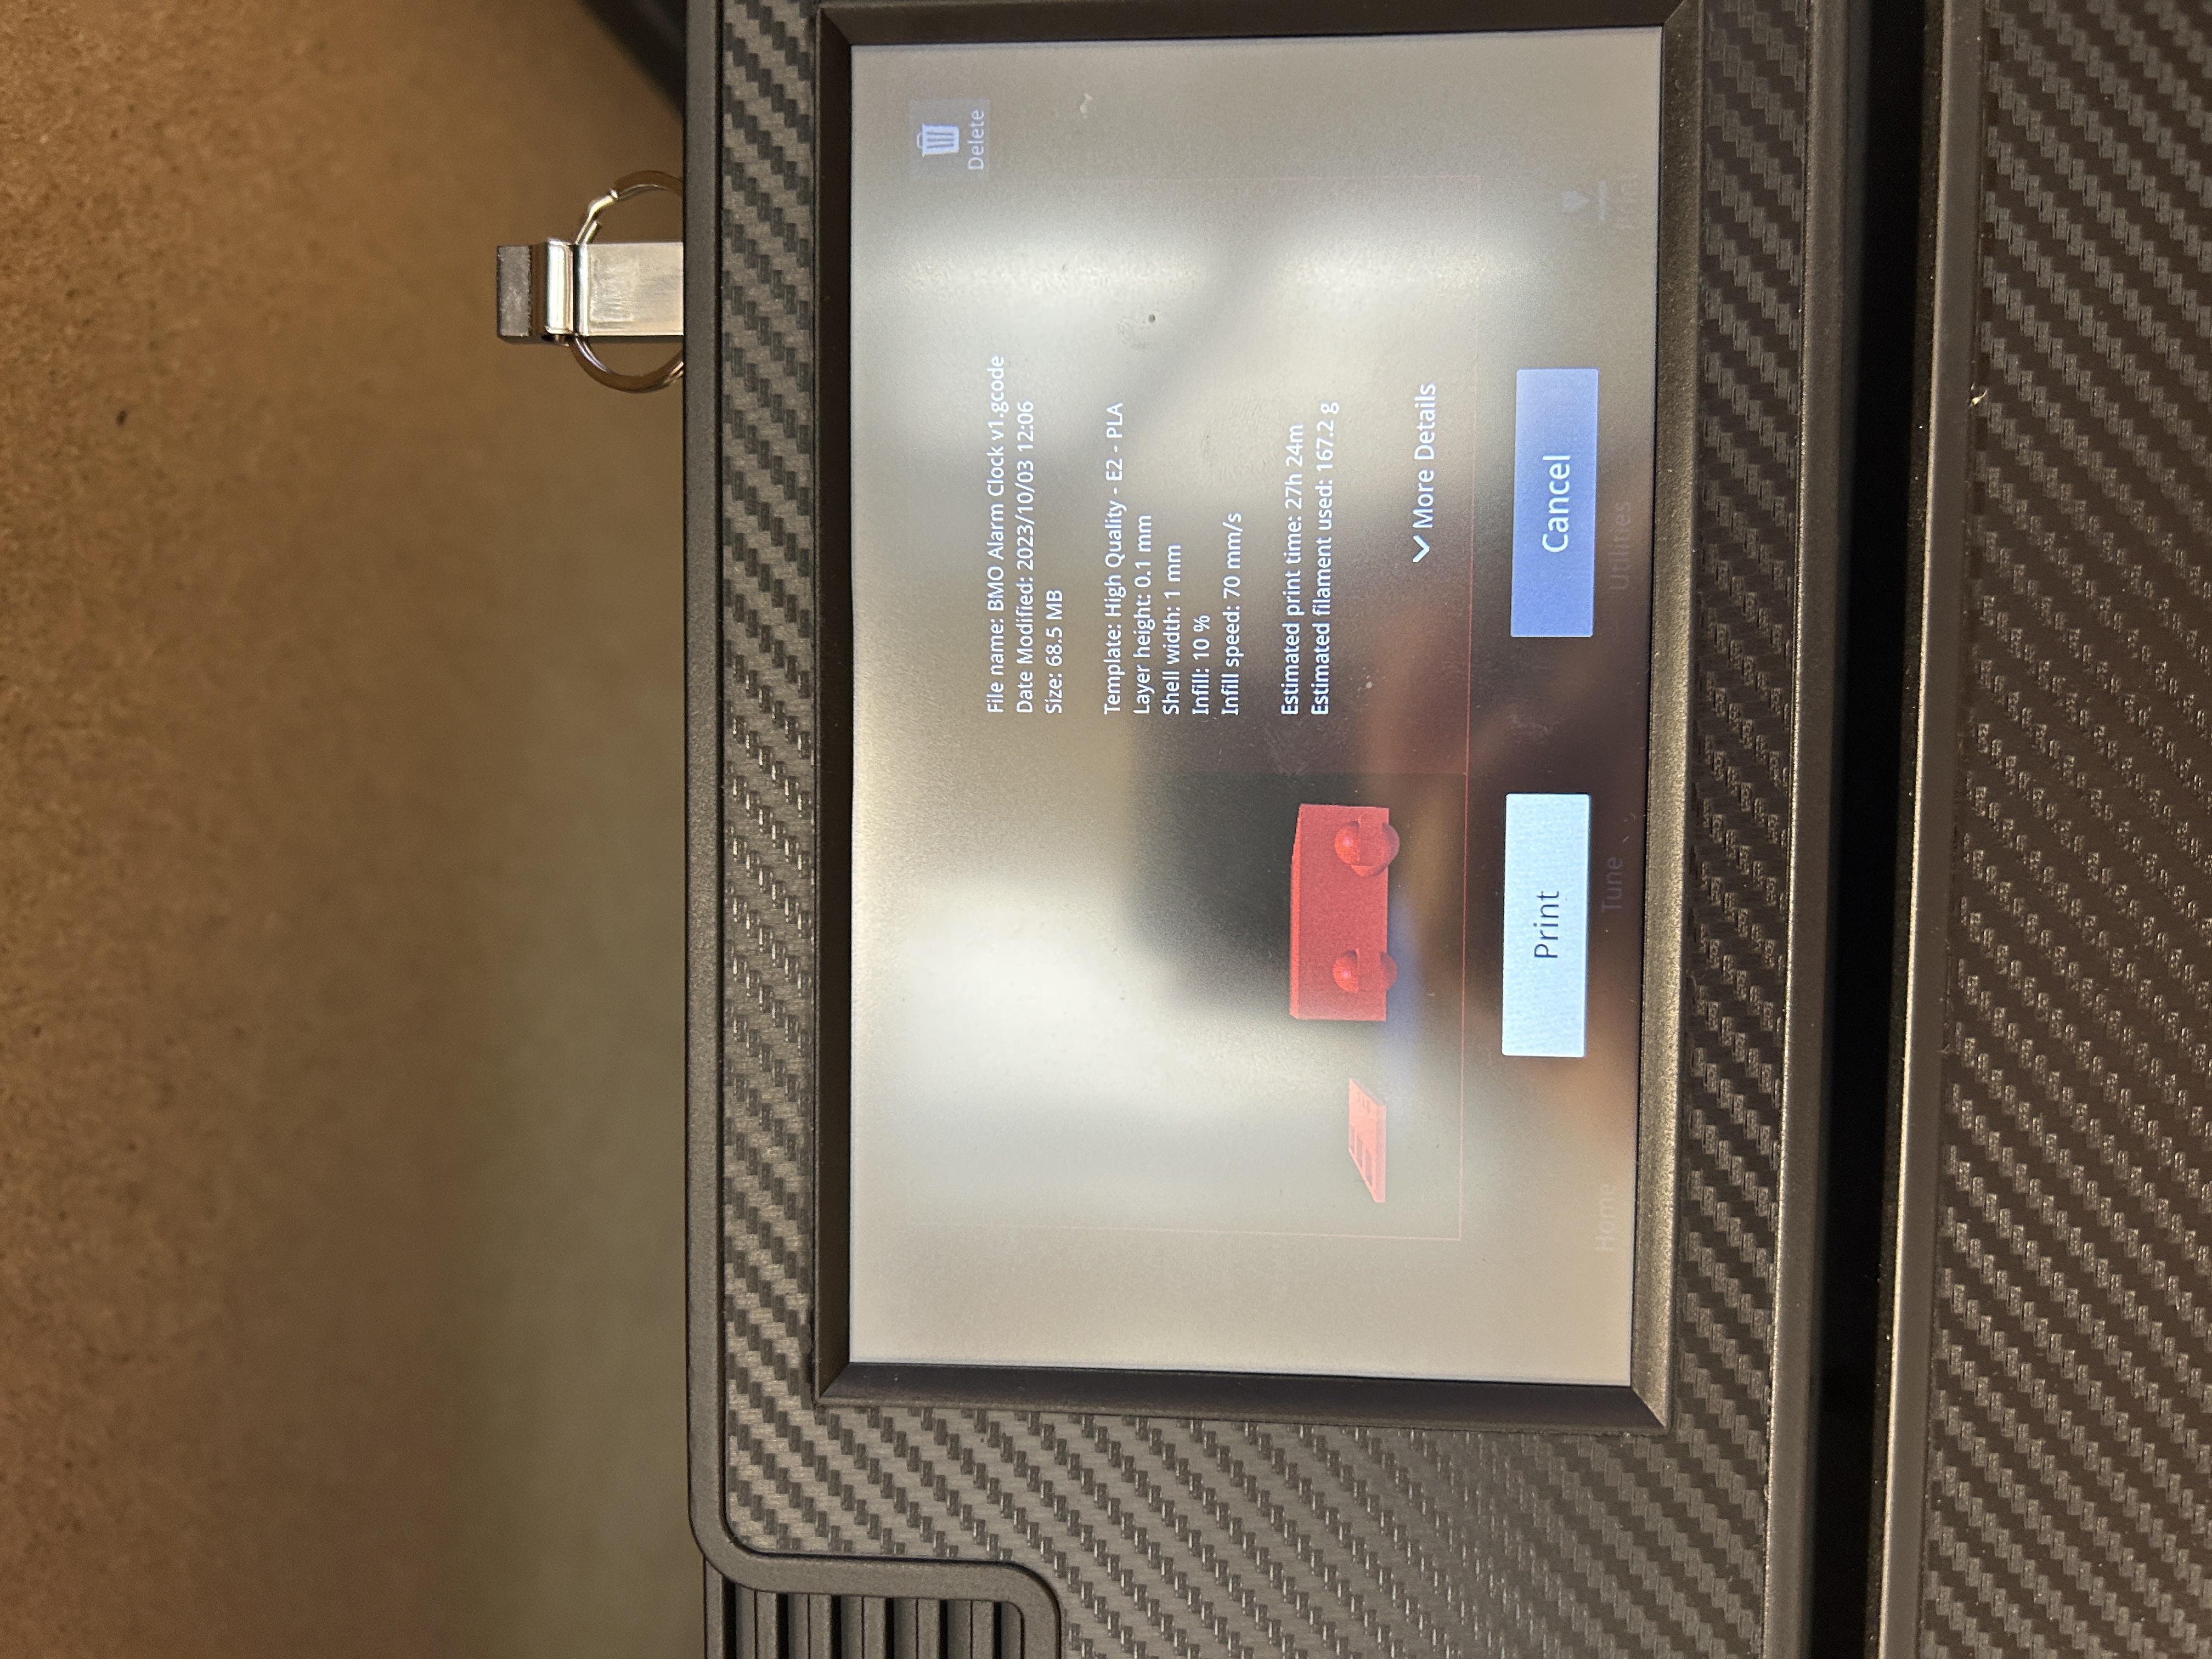 Delete
File name: BMO Alarm Clock v1.gcode
Date Modified: 2023/10/03 12:06
Size: 68.5 MB
Template: High Quality - E2 - PLA
Layer height: 0.1 mm
Shell width: 1 mm
Infill: 10 %
Infill speed: 70 mm/s
Estimated print time: 27h 24m
Estimated filament used: 167.2 g
More Details
Print
Cancel
Home
Tune
Utilities
Print